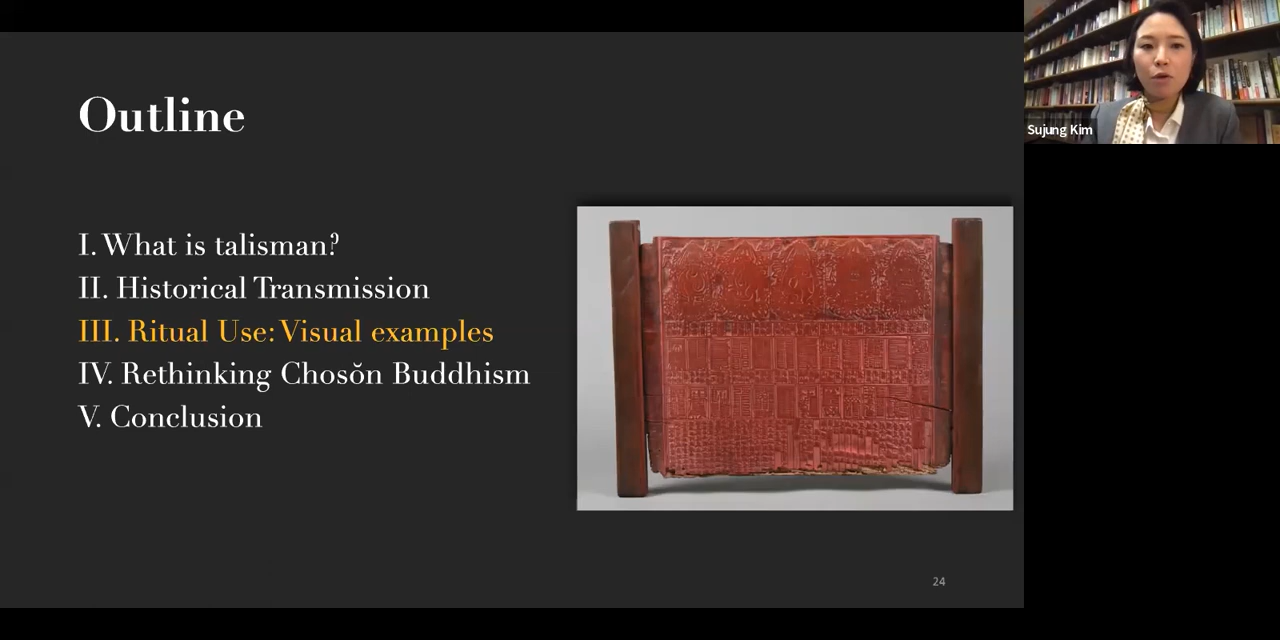 Outline
I. What is talisman?
II. Historical Transmission
III. Ritual Use: Visual examples
IV. Rethinking Chosŏn Buddhism
V. Conclusion
24
Sujung Kim